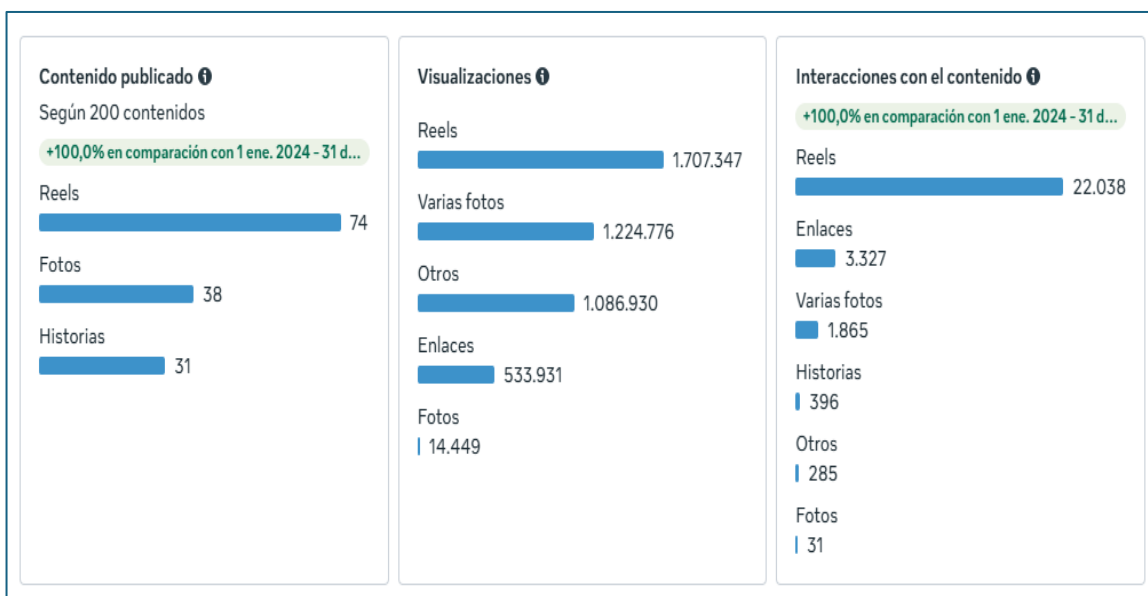 Contenido publicado
Según 200 contenidos
+100,0% en comparación con 1 ene. 2024 - 31 d...
Reels
74
Fotos
38
Historias
31
Visualizaciones
Reels
1.707.347
Varias fotos
1.224.776
Otros
1.086.930
Enlaces
533.931
Fotos
14.449
Interacciones con el contenido
+100,0% en comparación con 1 ene. 2024 - 31 d...
Reels
22.038
Enlaces
3.327
Varias fotos
1.865
Historias
396
Otros
285
Fotos
31